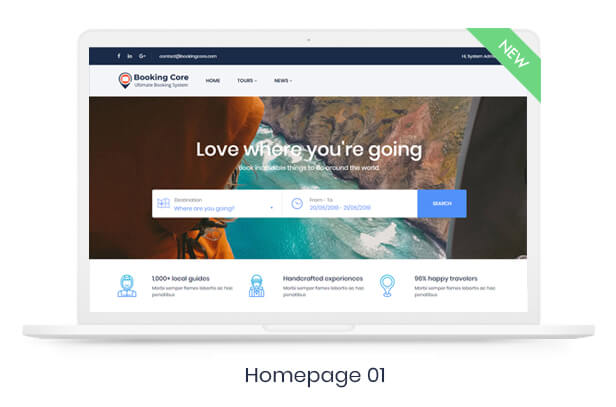 NEW
f in G+ contact@bookingcore.com Hi, System Admin
Booking Core
Ultimate Booking System
HOME TOURS NEWS
Love where you're going
Book incredible things to do around the world.
Destination
Where are you going?
From - To
20/05/2019 - 21/05/2019
SEARCH
1,000+ local guides
Morbi semper fames lobortis ac hac
penatibus
Handcrafted experiences
Morbi semper fames lobortis ac hac
penatibus
96% happy travelers
Morbi semper fames lobortis ac hac
penatibus
Homepage 01